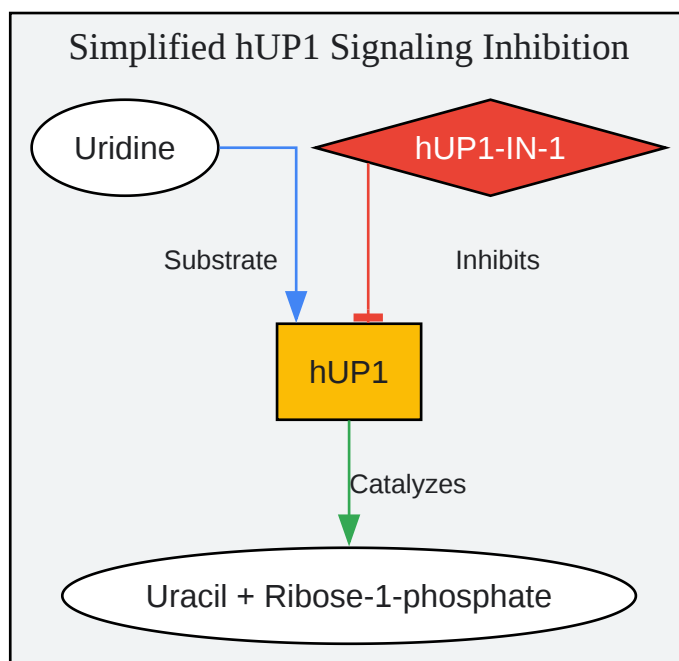 Simplified hUP1 Signaling Inhibition
Uridine
hUP1-IN-1
Substrate
Inhibits
hUP1
Catalyzes
Uracil + Ribose-1-phosphate